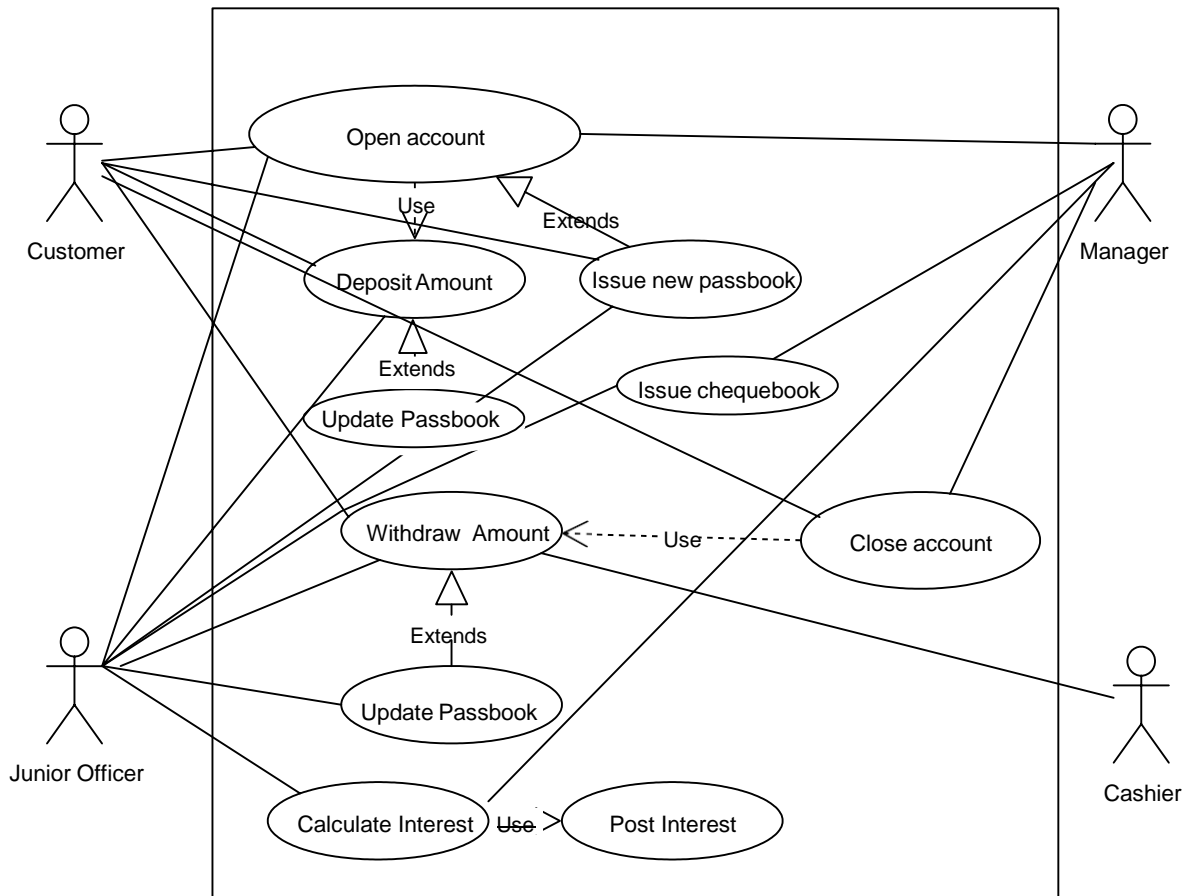 Open account
Use
Extends
Customer
Manager
Deposit Amount
Issue new passbook
Extends
Issue chequebook
Update Passbook
Withdraw Amount
Use
Close account
Extends
Update Passbook
Junior Officer
Cashier
Calculate Interest
Use
Post Interest